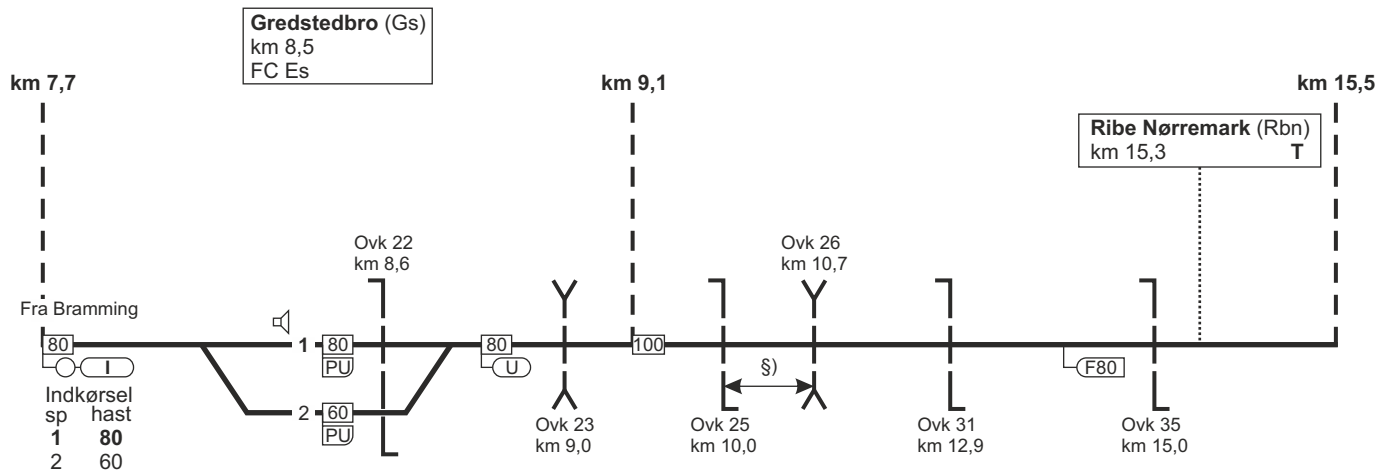 Gredstedbro (Gs)
km 8,5
FC Es
km 7,7
km 9,1
km 15,5
Ribe Nørremark (Rbn)
km 15,3 T
Ovk 22
km 8,6
Ovk 26
km 10,7
Fra Bramming
80
1
80
80
100
I
PU
U
§)
F80
Indkørsel
sp hast
1 80
2 60
2
60
PU
Ovk 23
km 9,0
Ovk 25
km 10,0
Ovk 31
km 12,9
Ovk 35
km 15,0